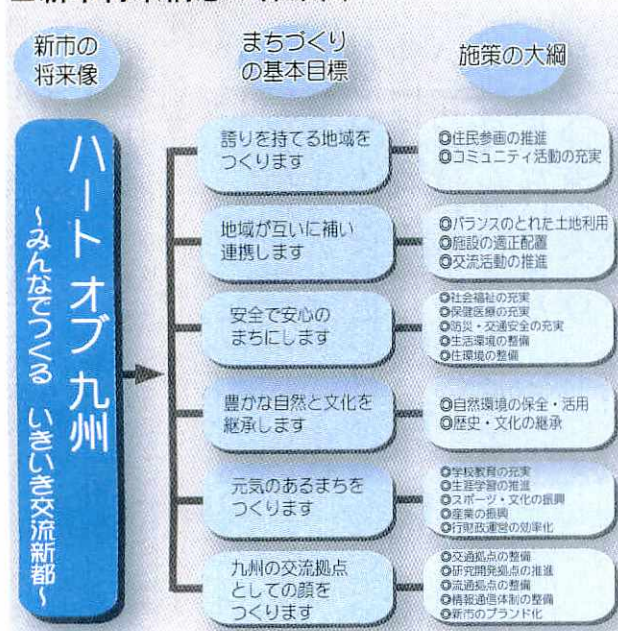 新市の
将来像
まちづくり
の基本目標
施策の大綱
ハート オブ 九州
~みんなでつくる いきいき交流新都~
誇りを持てる地域を
つくります
◎住民参画の推進
◎コミュニティ活動の充実
地域が互いに補い
連携します
◎バランスのとれた土地利用
◎施設の適正配置
◎交流活動の推進
安全で安心の
まちにします
◎社会福祉の充実
◎保健医療の充実
◎防災・交通安全の充実
◎生活環境の整備
◎住環境の整備
豊かな自然と文化を
継承します
◎自然環境の保全・活用
◎歴史・文化の継承
元気のあるまちを
つくります
◎学校教育の充実
◎生涯学習の推進
◎スポーツ・文化の振興
◎産業の振興
◎行財政運営の効率化
九州の交流拠点
としての顔を
つくります
◎交通拠点の整備
◎研究開発拠点の推進
◎流通拠点の整備
◎情報通信体制の整備
◎新市のブランド化